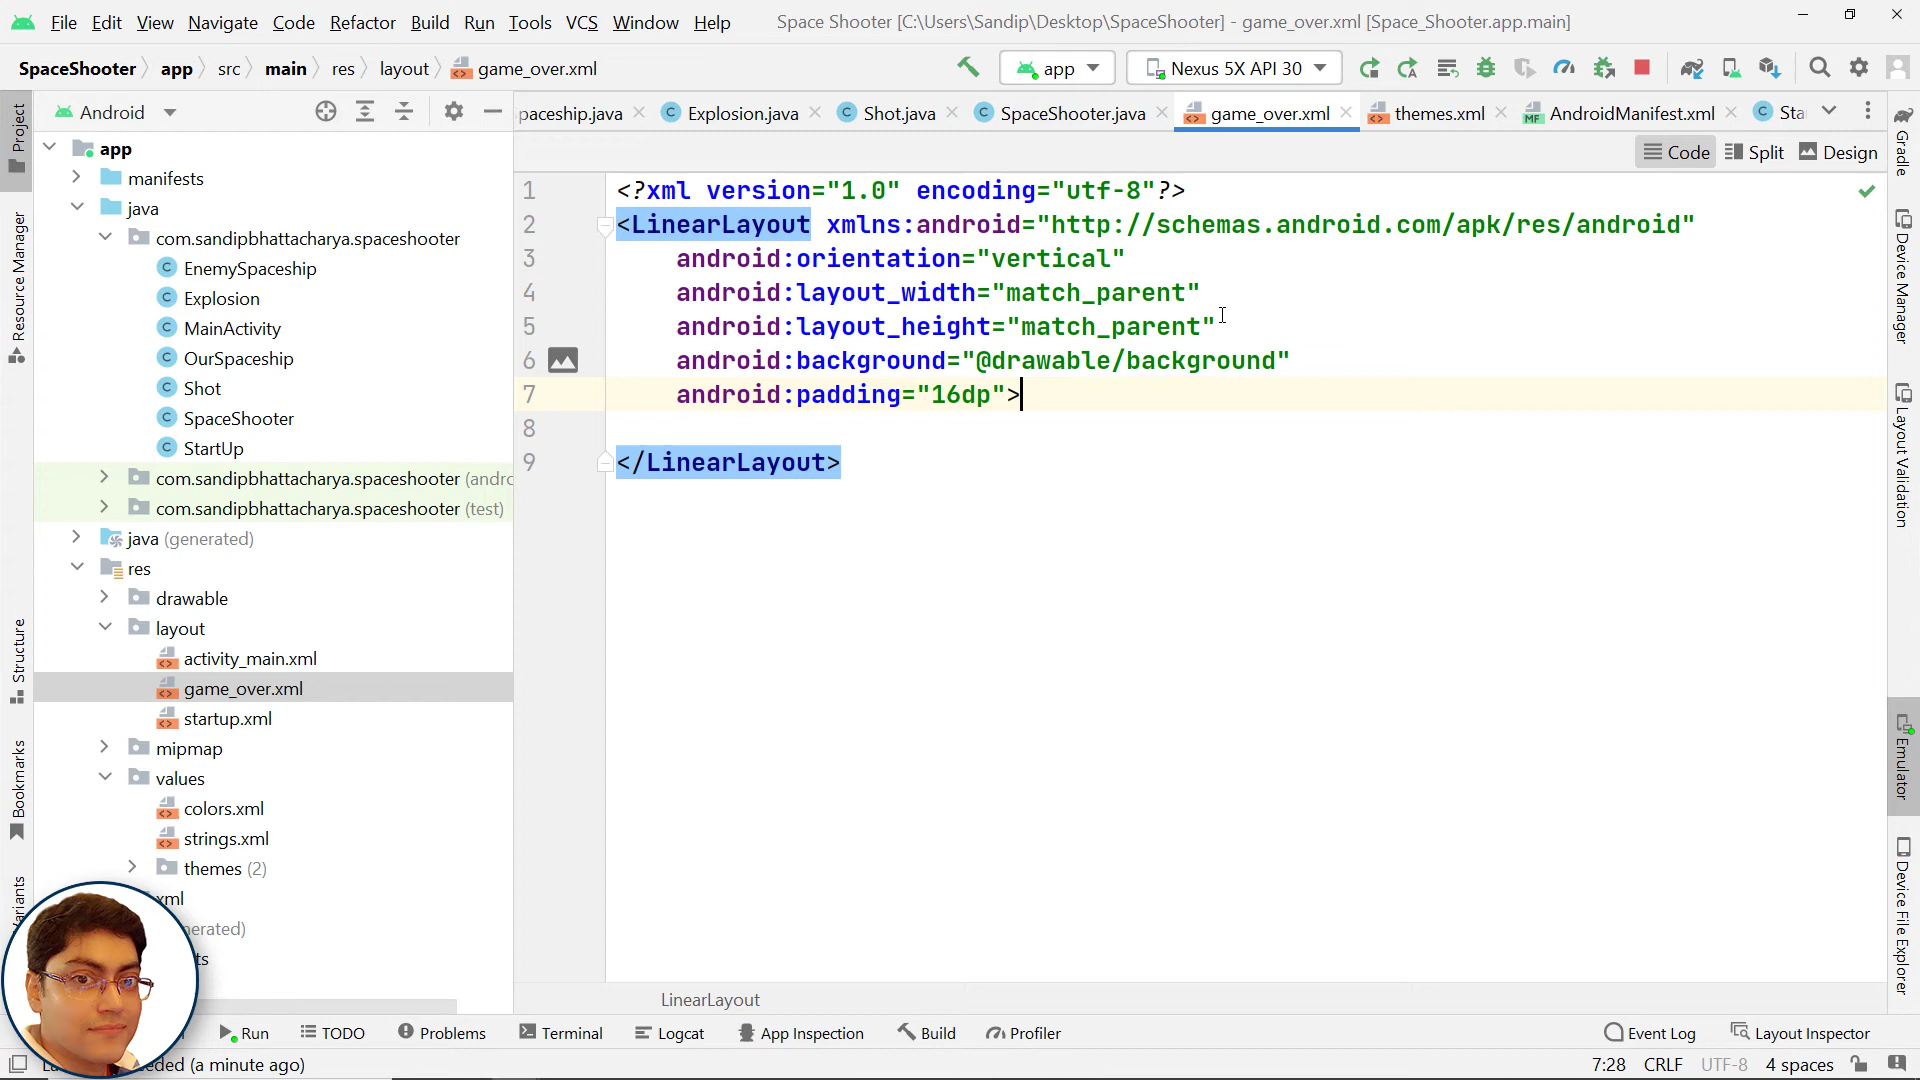 File Edit View Navigate Code Refactor Build Run Tools VCS Window Help Space Shooter [C:\Users\Sandip\Desktop\SpaceShooter] - game_over.xml [Space_Shooter.app.main]
SpaceShooter app src main res layout game_over.xml app Nexus 5X API 30
Android
paceship.java Explosion.java Shot.java SpaceShooter.java game_over.xml themes.xml AndroidManifest.xml Sta
Code Split Design
Project
Resource Manager
Structure
Bookmarks
app
manifests
java
com.sandipbhattacharya.spaceshooter
EnemySpaceship
Explosion
MainActivity
OurSpaceship
Shot
SpaceShooter
StartUp
com.sandipbhattacharya.spaceshooter (andro
com.sandipbhattacharya.spaceshooter (test)
java (generated)
res
drawable
layout
activity_main.xml
game_over.xml
startup.xml
mipmap
values
colors.xml
strings.xml
themes (2)
xml
1 <?xml version="1.0" encoding="utf-8"?>
2 <LinearLayout xmlns:android="http://schemas.android.com/apk/res/android"
3 android:orientation="vertical"
4 android:layout_width="match_parent"
5 android:layout_height="match_parent"
6 android:background="@drawable/background"
7 android:padding="16dp">
8
9 </LinearLayout>
LinearLayout
Gradle
Device Manager
Layout Validation
Emulator
Device File Explorer
Run TODO Problems Terminal Logcat App Inspection Build Profiler Event Log Layout Inspector
eded (a minute ago) 7:28 CRLF UTF-8 4 spaces